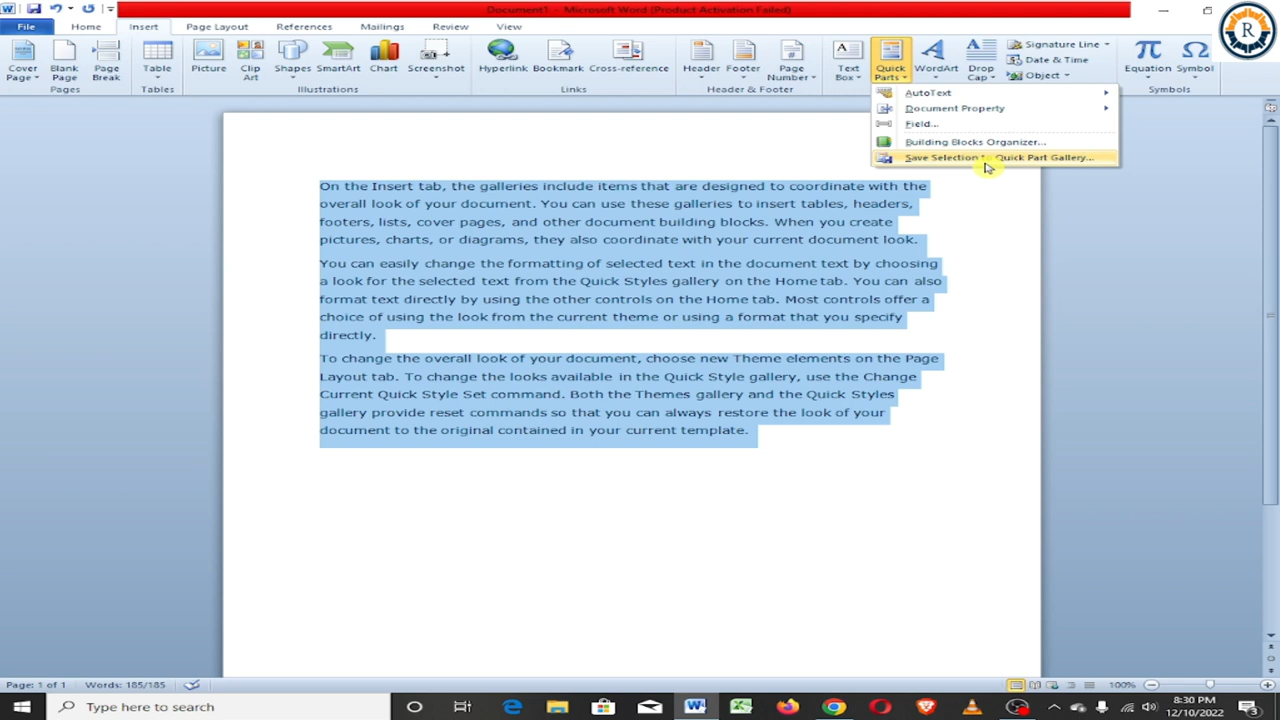 Document1 - Microsoft Word (Product Activation Failed)
File Home Insert Page Layout References Mailings Review View
Cover Page Blank Page Page Break Table Picture Clip Art Shapes SmartArt Chart Screenshot Hyperlink Bookmark Cross-reference Header Footer Page Number Text Box Quick Parts WordArt Drop Cap Signature Line Date & Time Object Equation Symbol
Pages Tables Illustrations Links Header & Footer Symbols
AutoText
Document Property
Field...
Building Blocks Organizer...
Save Selection to Quick Part Gallery...
R
On the Insert tab, the galleries include items that are designed to coordinate with the
overall look of your document. You can use these galleries to insert tables, headers,
footers, lists, cover pages, and other document building blocks. When you create
pictures, charts, or diagrams, they also coordinate with your current document look.
You can easily change the formatting of selected text in the document text by choosing
a look for the selected text from the Quick Styles gallery on the Home tab. You can also
format text directly by using the other controls on the Home tab. Most controls offer a
choice of using the look from the current theme or using a format that you specify
directly.
To change the overall look of your document, choose new Theme elements on the Page
Layout tab. To change the looks available in the Quick Style gallery, use the Change
Current Quick Style Set command. Both the Themes gallery and the Quick Styles
gallery provide reset commands so that you can always restore the look of your
document to the original contained in your current template.
Page: 1 of 1 Words: 185/185 100%
Type here to search
8:30 PM
12/10/2022
3